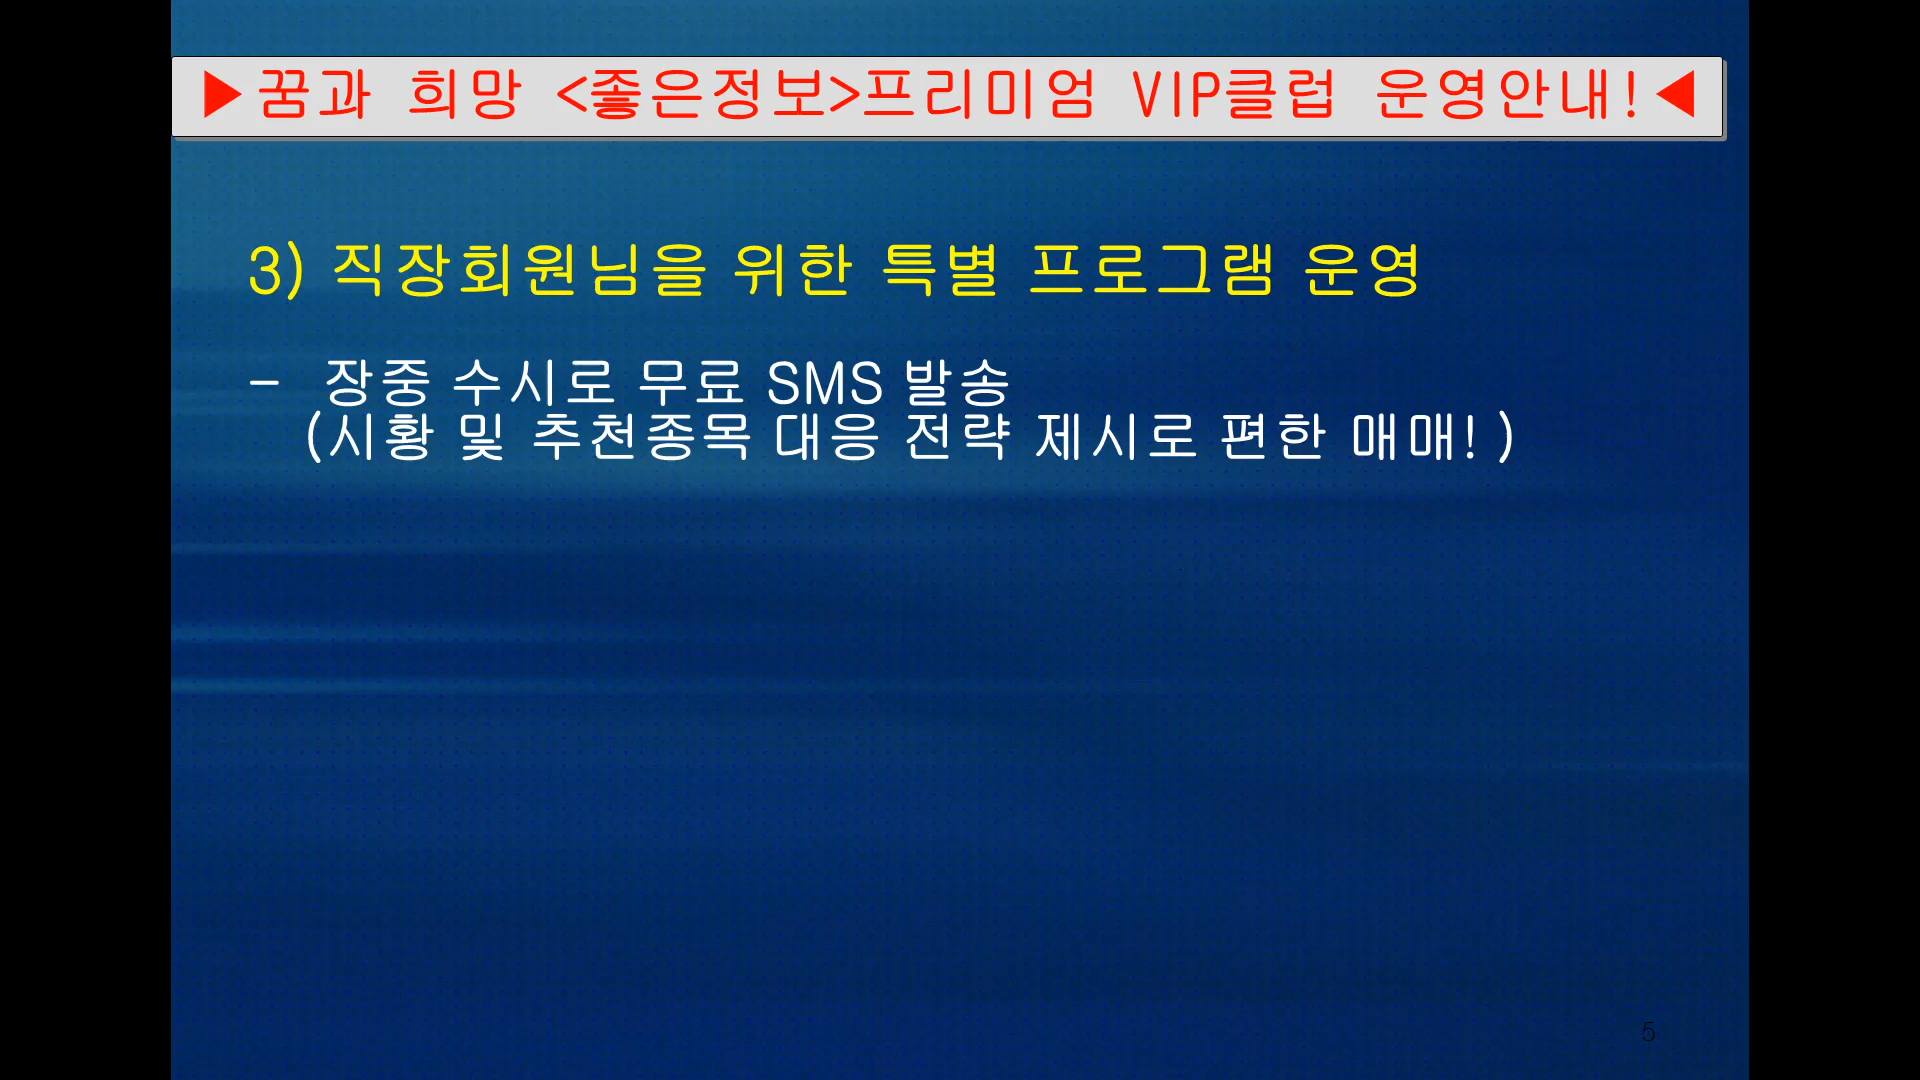 ▶꿈과 희망 <좋은정보>프리미엄 VIP클럽 운영안내!◀
3) 직장회원님을 위한 특별 프로그램 운영
- 장중 수시로 무료 SMS 발송
(시황 및 추천종목 대응 전략 제시로 편한 매매! )
5